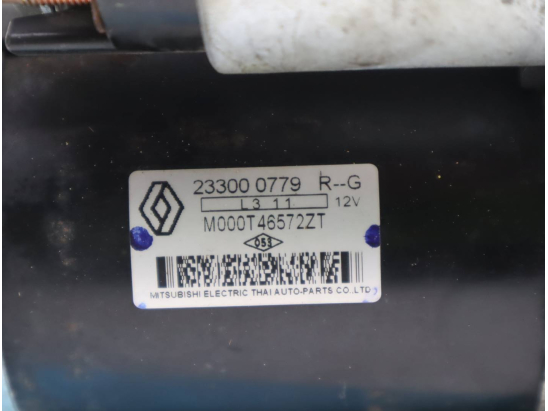 23300 0779 R--G
L3 11 12V
M000T46572ZT
053
MITSUBISHI ELECTRIC THAI AUTO-PARTS CO.,LTD.